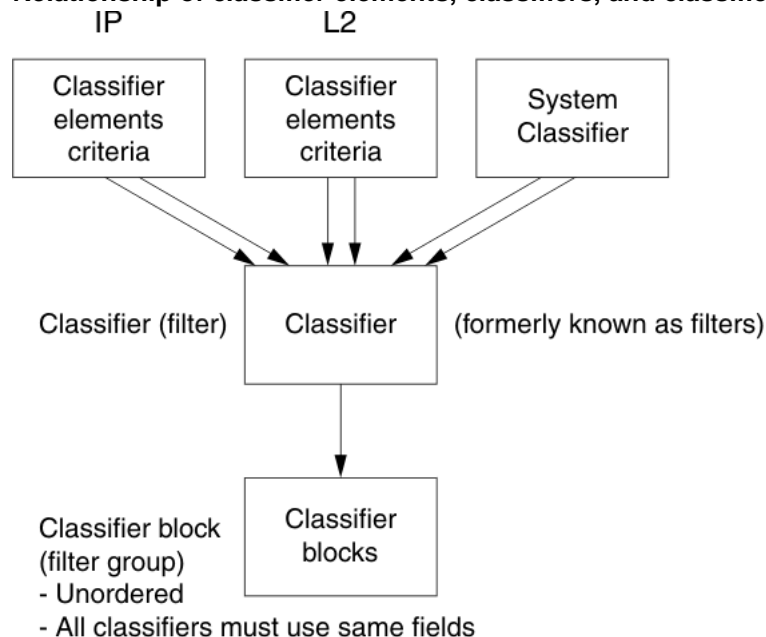 Relationship of classifier elements, classifiers, and
IP L2
Classifier
elements
criteria
Classifier
elements
criteria
System
Classifier
Classifier (filter)
Classifier
(formerly known as filters)
Classifier
blocks
Classifier block
(filter group)
- Unordered
- All classifiers must use same fields